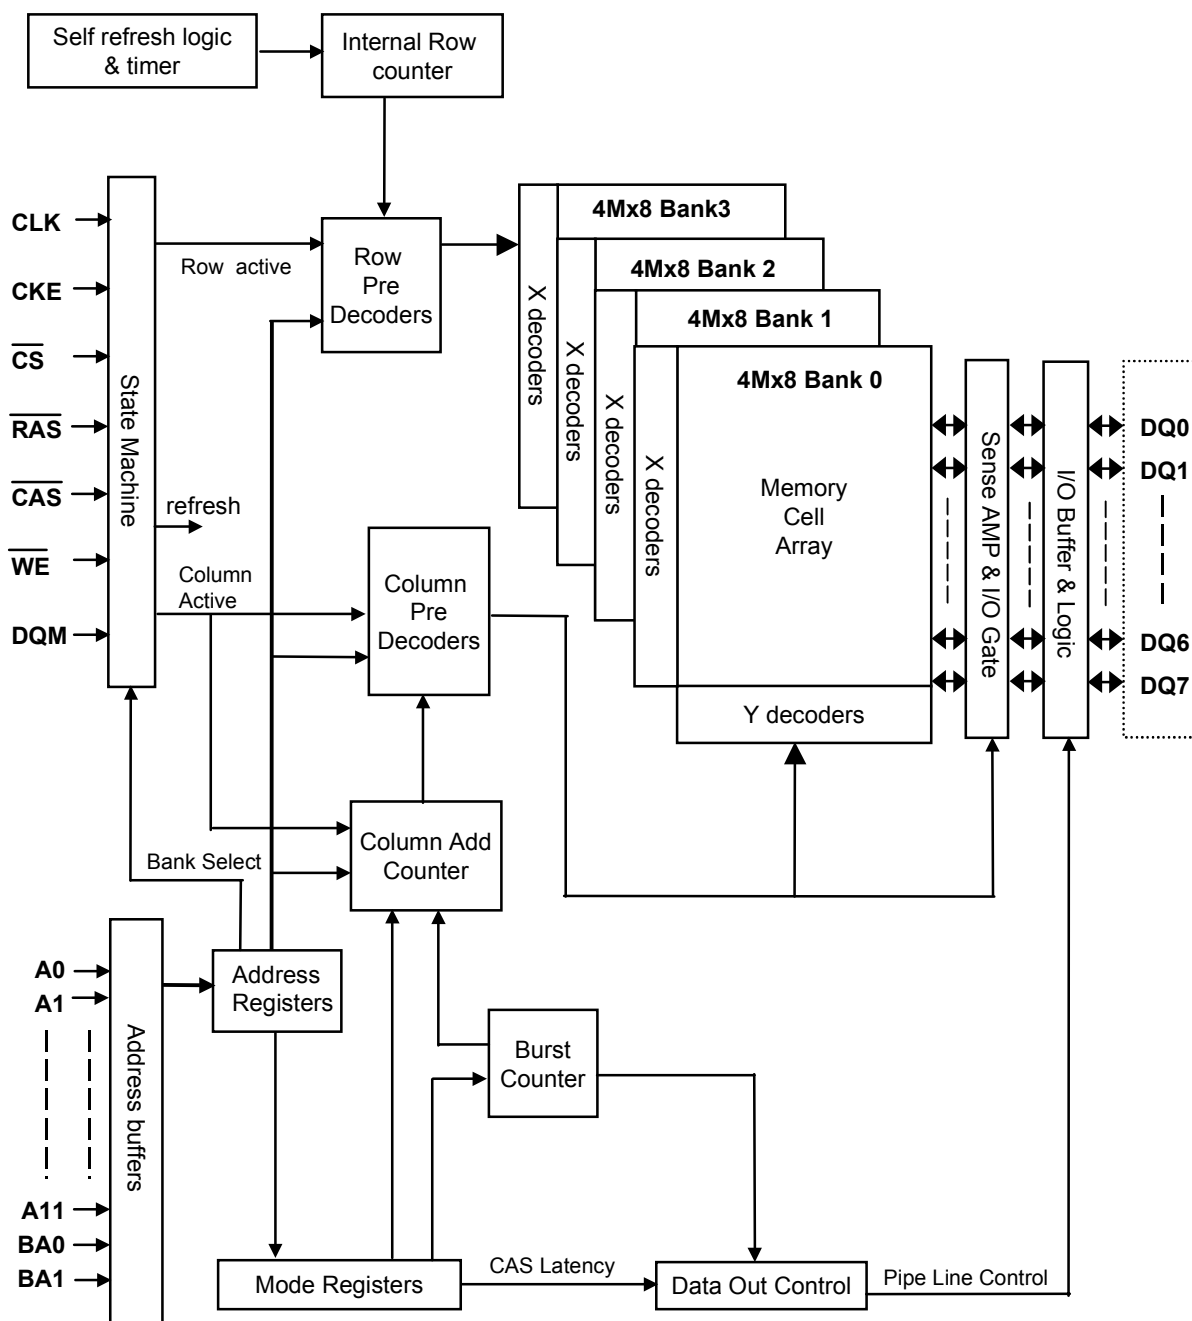 Self refresh logic
& timer
Internal Row
counter
CLK
CKE
CS
RAS
CAS
WE
DQM
State Machine
Row active
refresh
Column
Active
Bank Select
Row
Pre
Decoders
Column
Pre
Decoders
Column Add
Counter
X decoders
4Mx8 Bank3
X decoders
4Mx8 Bank 2
X decoders
4Mx8 Bank 1
X decoders
4Mx8 Bank 0
Memory
Cell
Array
Y decoders
Sense AMP & I/O Gate
I/O Buffer & Logic
DQ0
DQ1
DQ6
DQ7
A0
A1
A11
BA0
BA1
Address buffers
Address
Registers
Burst
Counter
Mode Registers
CAS Latency
Data Out Control
Pipe Line Control